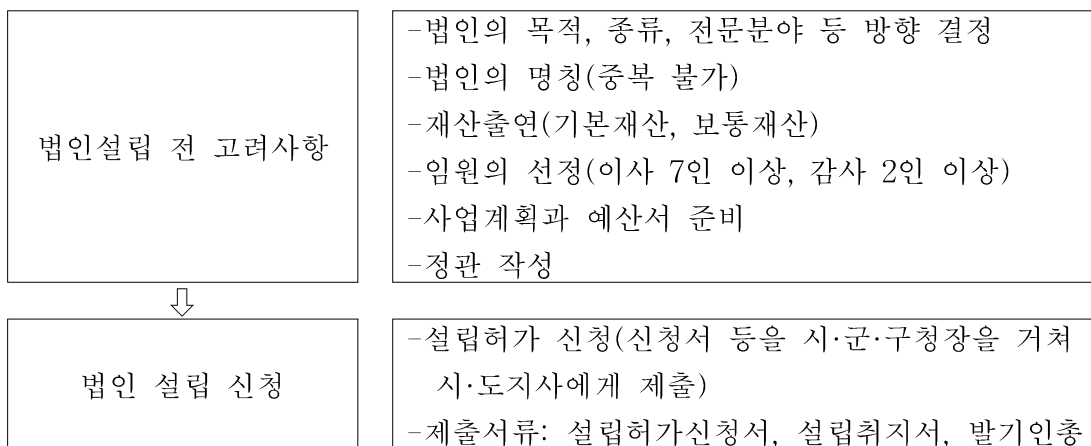 법인설립 전 고려사항
-법인의 목적, 종류, 전문분야 등 방향 결정
-법인의 명칭(중복 불가)
-재산출연(기본재산, 보통재산)
-임원의 선정(이사 7인 이상, 감사 2인 이상)
-사업계획과 예산서 준비
-정관 작성
법인 설립 신청
-설립허가 신청(신청서 등을 시·군·구청장을 거쳐
시·도지사에게 제출)
-제출서류: 설립허가신청서, 설립취지서, 발기인총